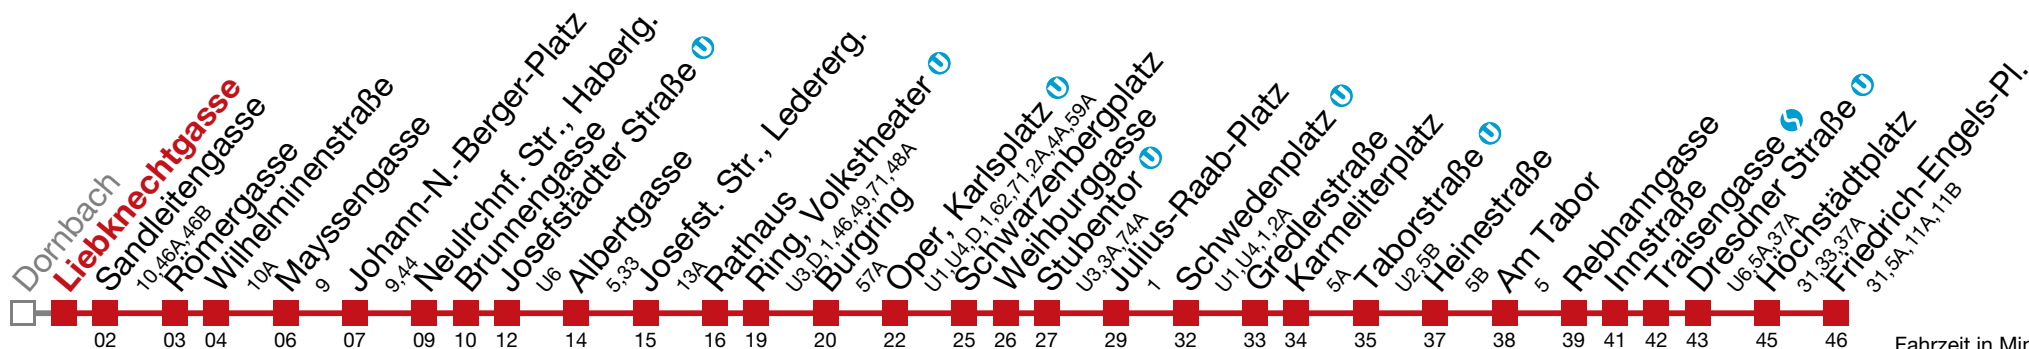 Dornbach
Liebknechtgasse
Sandleitengasse
10,46A,46B
Römergasse
Wilhelminenstraße
10A
Mayssengasse
9
Johann-N.-Berger-Platz
9,44
Neulrchnf. Str., Haberlg.
Brunnengasse
Josefstädter Straße U
U6
Albertgasse
5,33
Josefst. Str., Ledererg.
13A
Rathaus
Ring, Volkstheater U
U3,D,1,46,49,71,48A
Burgring
57A
Oper, Karlsplatz U
U1,U4,D,1,62,71,2A,4A,59A
Schwarzenbergplatz
Weihburggasse
Stubentor U
U3,3A,74A
Julius-Raab-Platz
1
Schwedenplatz U
U1,U4,1,2A
Gredlerstraße
Karmeliterplatz
5A
Taborstraße U
U2,5B
Heinestraße
5B
Am Tabor
5
Rebhanngasse
Innstraße
Traisengasse S
Dresdner Straße U
U6,5A,37A
Höchstädtplatz
31,33,37A
Friedrich-Engels-Pl.
31,5A,11A,11B
02 03 04 06 07 09 10 12 14 15 16 19 20 22 25 26 27 29 32 33 34 35 37 38 39 41 42 43 45 46
Fahrzeit in Min